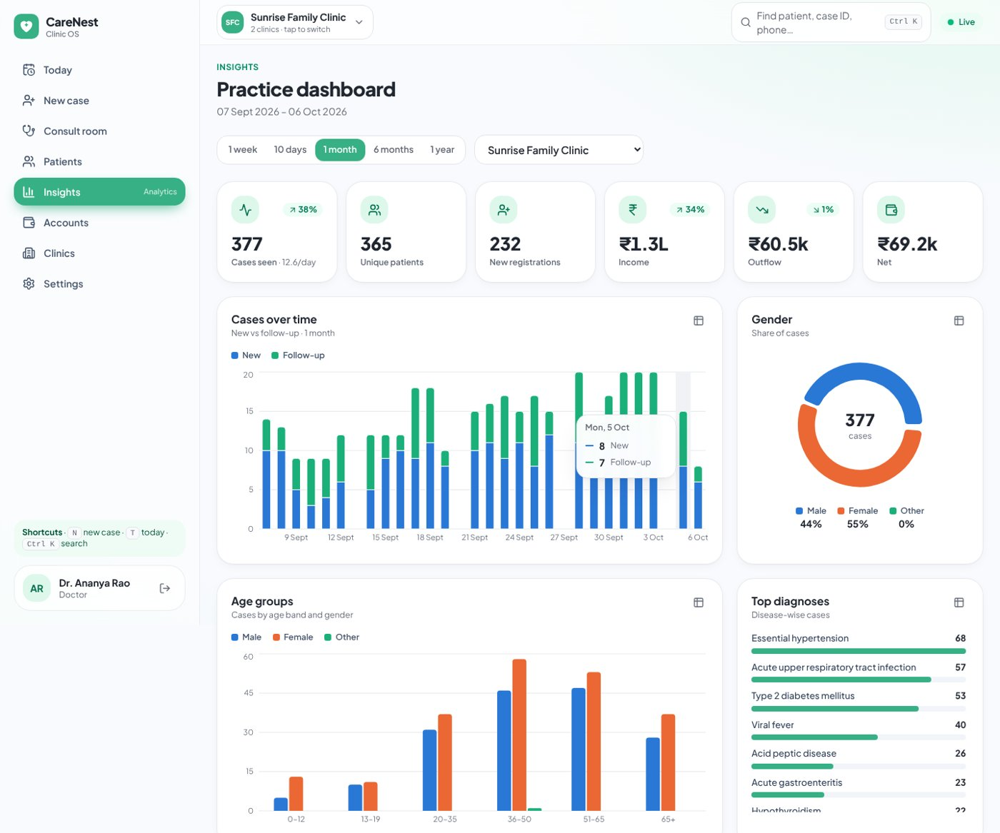 CareNest
Clinic OS
Today
New case
Consult room
Patients
Insights Analytics
Accounts
Clinics
Settings
Shortcuts · N new case · T today ·
Ctrl K search
AR
Dr. Ananya Rao
Doctor
SFC
Sunrise Family Clinic
2 clinics · tap to switch
Find patient, case ID,
phone…
Ctrl K
Live
INSIGHTS
Practice dashboard
07 Sept 2026 – 06 Oct 2026
1 week 10 days 1 month 6 months 1 year
Sunrise Family Clinic
38%
377
Cases seen · 12.6/day
365
Unique patients
232
New registrations
34%
₹1.3L
Income
1%
₹60.5k
Outflow
₹69.2k
Net
Cases over time
New vs follow-up · 1 month
New Follow-up
20
15
10
5
0
9 Sept 12 Sept 15 Sept 18 Sept 21 Sept 24 Sept 27 Sept 30 Sept 3 Oct 6 Oct
Mon, 5 Oct
8 New
7 Follow-up
Gender
Share of cases
377
cases
Male Female Other
44% 55% 0%
Age groups
Cases by age band and gender
Male Female Other
60
45
30
15
0
0–12 13–19 20–35 36–50 51–65 65+
Top diagnoses
Disease-wise cases
Essential hypertension 68
Acute upper respiratory tract infection 57
Type 2 diabetes mellitus 53
Viral fever 40
Acid peptic disease 26
Acute gastroenteritis 23
Hypothyroidism 22